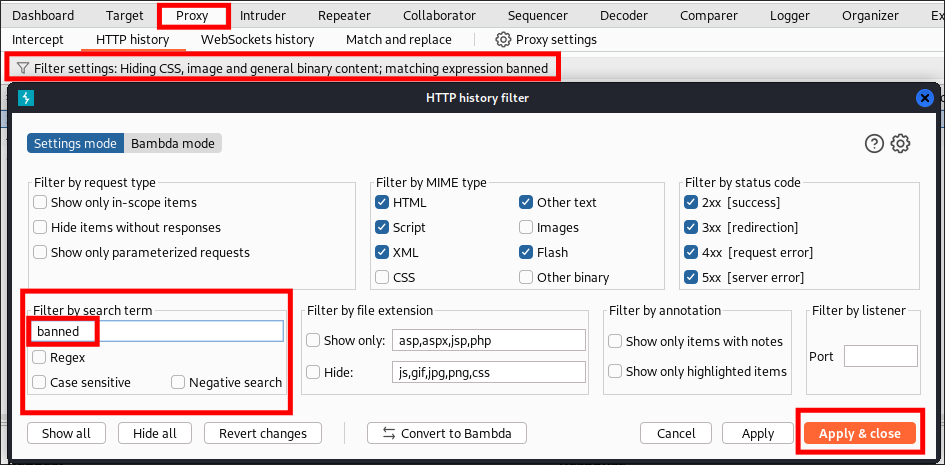 Dashboard Target Proxy Intruder Repeater Collaborator Sequencer Decoder Comparer Logger Organizer
Intercept HTTP history WebSockets history Match and replace Proxy settings
Filter settings: Hiding CSS, image and general binary content; matching expression banned
HTTP history filter
Settings mode Bambda mode
Filter by request type
Show only in-scope items
Hide items without responses
Show only parameterized requests
Filter by MIME type
HTML Other text
Script Images
XML Flash
CSS Other binary
Filter by status code
2xx [success]
3xx [redirection]
4xx [request error]
5xx [server error]
Filter by search term
banned
Regex
Case sensitive Negative search
Filter by file extension
Show only: asp,aspx,jsp,php
Hide: js,gif,jpg,png,css
Filter by annotation
Show only items with notes
Show only highlighted items
Filter by listener
Port
Show all Hide all Revert changes Convert to Bambda Cancel Apply Apply & close